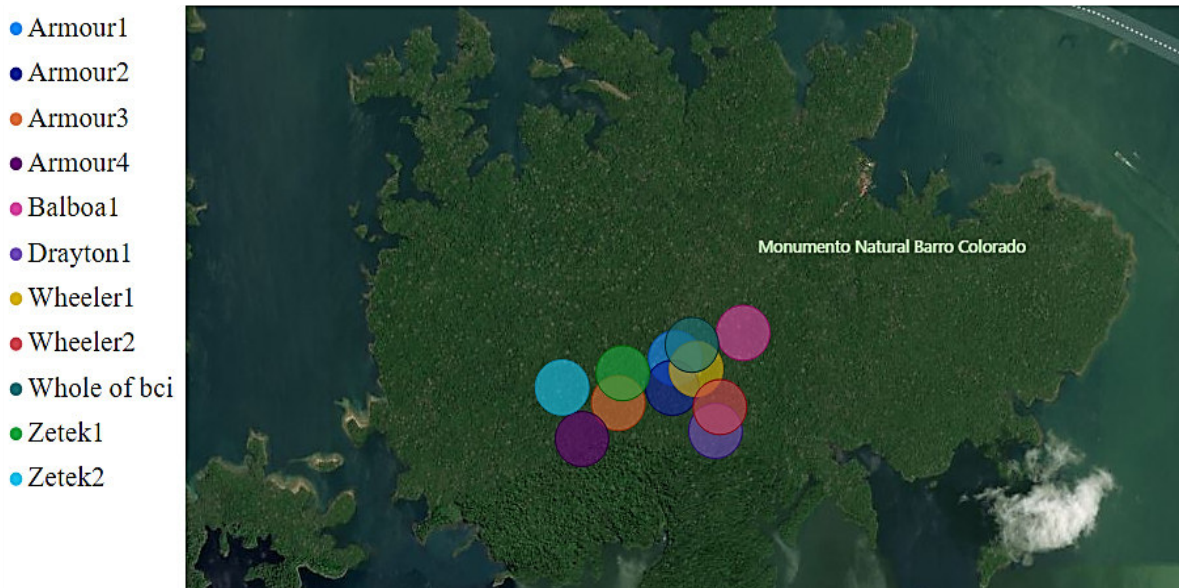 Armour1
Armour2
Armour3
Armour4
Balboa1
Drayton1
Wheeler1
Wheeler2
Whole of bci
Zetek1
Zetek2
Monumento Natural Barro Colorado